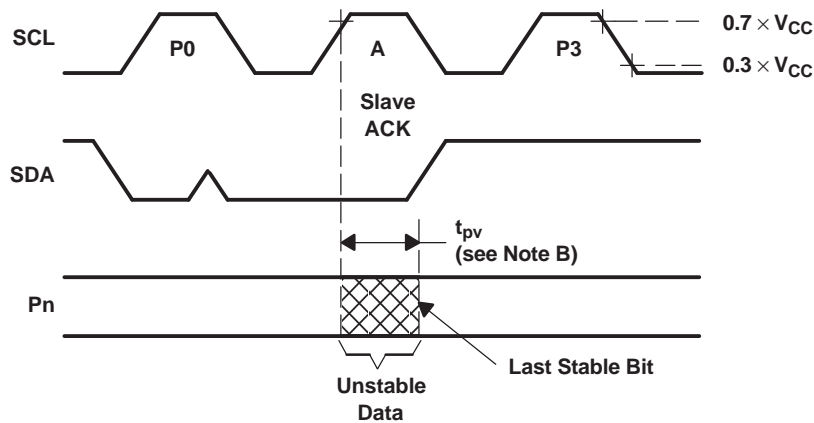 SCL
P0
A
P3
0.7 × VCC
0.3 × VCC
Slave
ACK
SDA
tpv
(see Note B)
Pn
Last Stable Bit
Unstable
Data